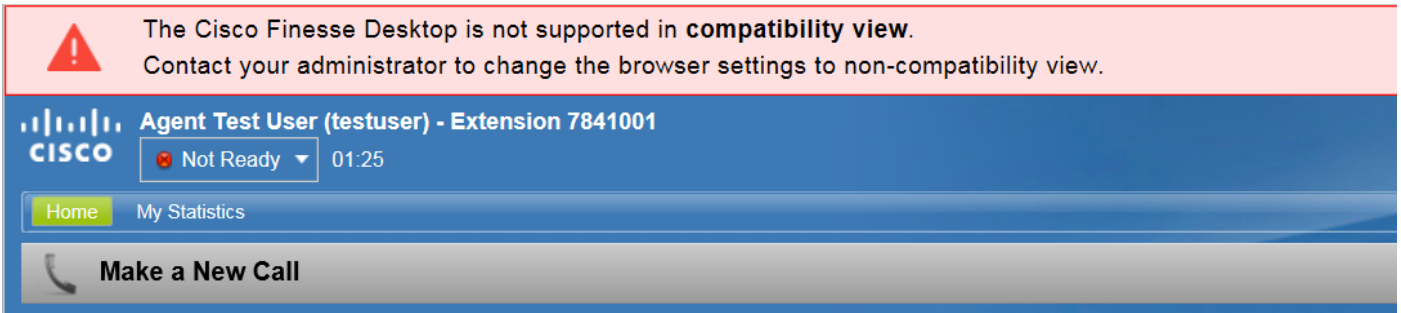 The Cisco Finesse Desktop is not supported in compatibility view.
Contact your administrator to change the browser settings to non-compatibility view.
CISCO
Agent Test User (testuser) - Extension 7841001
Not Ready 01:25
Home My Statistics
Make a New Call